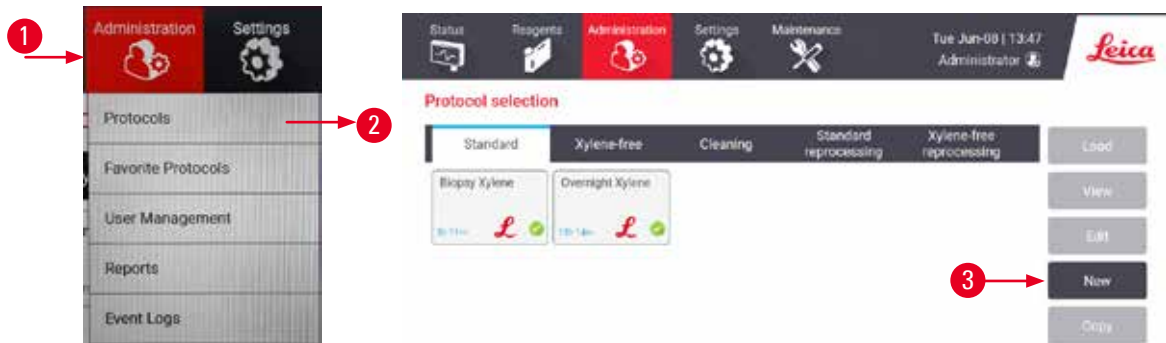 1
Administration Settings
Protocols
2
Favorite Protocols
User Management
Reports
Event Logs
Status Reagents Administration Settings Maintenance
Tue Jun-08 | 13:47
Administrator
Leica
Protocol selection
Standard Xylene-free Cleaning Standard reprocessing Xylene-free reprocessing
Biopsy Xylene Overnight Xylene
L L
Load
View
Edit
3 New
Copy